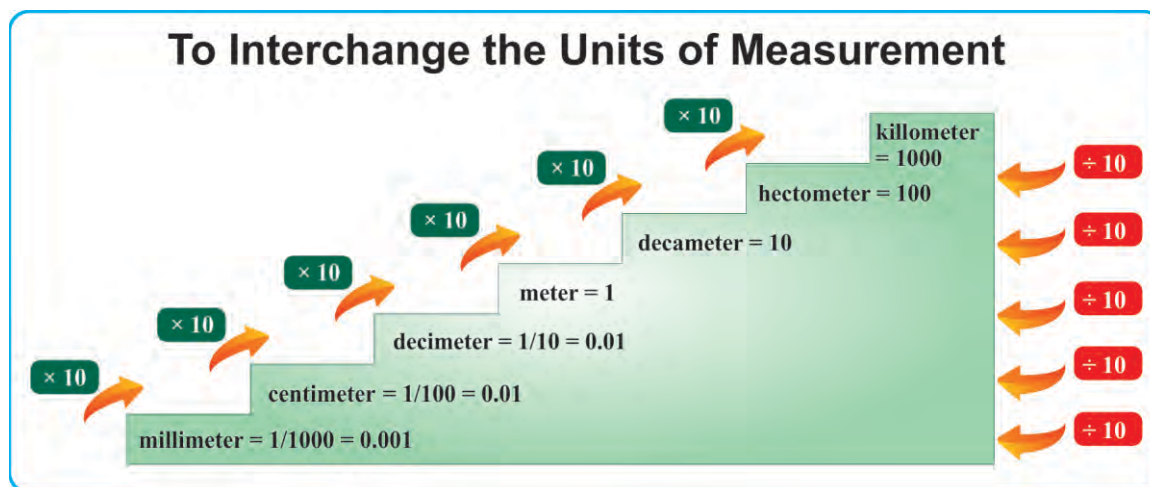 To Interchange the Units of Measurement
× 10
killometer
= 1000
÷ 10
× 10
hectometer = 100
÷ 10
× 10
decameter = 10
÷ 10
× 10
meter = 1
÷ 10
× 10
decimeter = 1/10 = 0.01
÷ 10
× 10
centimeter = 1/100 = 0.01
millimeter = 1/1000 = 0.001